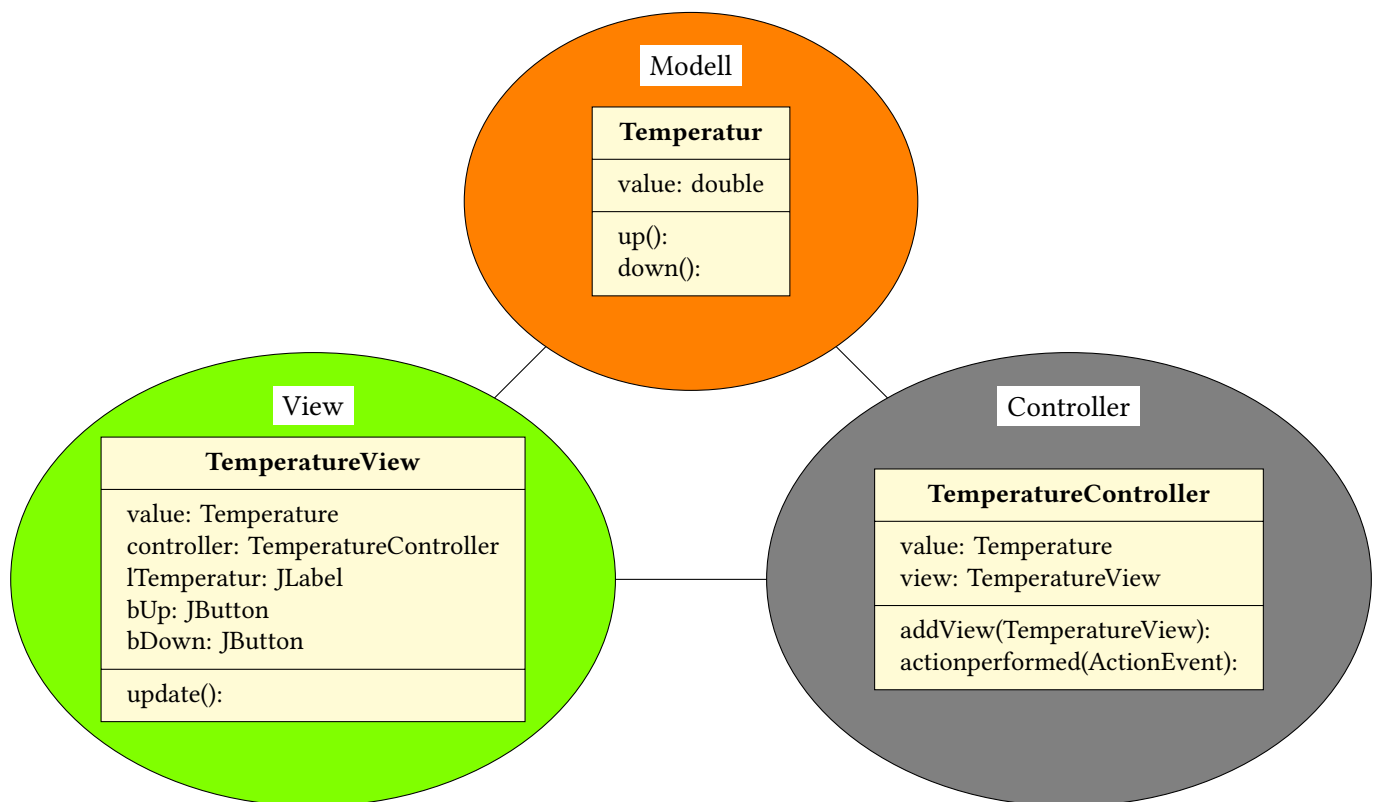 Modell
Temperatur
value: double
up():
down():
View
TemperatureView
value: Temperature
controller: TemperatureController
lTemperatur: JLabel
bUp: JButton
bDown: JButton
update():
Controller
TemperatureController
value: Temperature
view: TemperatureView
addView(TemperatureView):
actionperformed(ActionEvent):